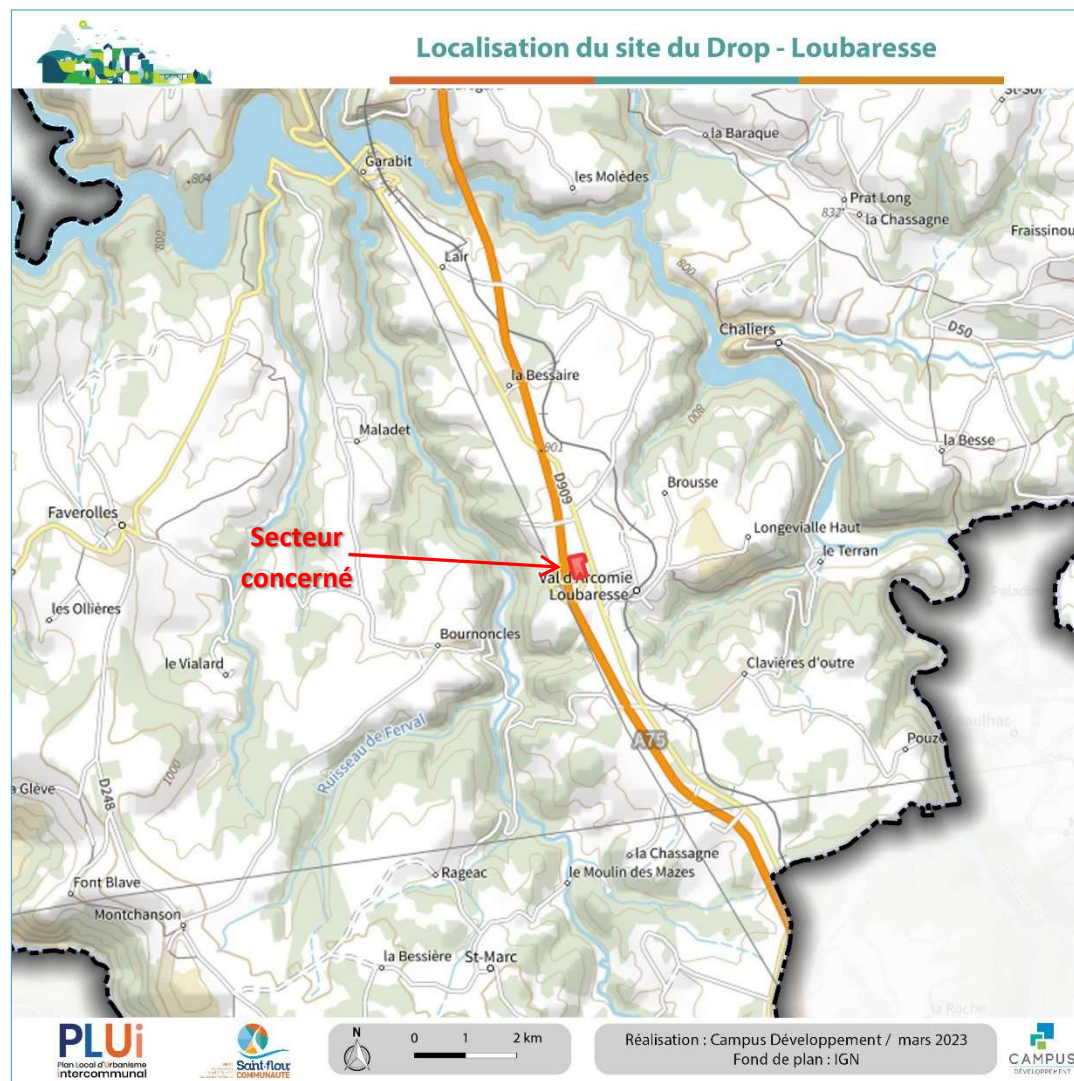 Localisation du site du Drop - Loubaresse
la Baraque
804
Garabit
les Molèdes
Prat Long
832
la Chassagne
Fraissinou
800
Lair
800
Chaliers
D50
la Bessaire
Maladet
901
la Besse
800
D909
Brousse
Faverolles
Longevialle Haut
Secteur
concerné
le Terran
Val d'Arcomie
Loubaresse
les Ollières
Bournoncles
le Vialard
Clavières d'outre
A75
Ruisseau de Ferval
1000
D248
a Glève
la Chassagne
le Moulin des Mazes
Rageac
Font Blave
Montchanson
la Bessière
St-Marc
la Roche
PLUi
Plan Local d'Urbanisme
intercommunal
Saint-flour
COMMUNAUTÉ
N
0 1 2 km
Réalisation : Campus Développement / mars 2023
Fond de plan : IGN
CAMPUS
DÉVELOPPEMENT